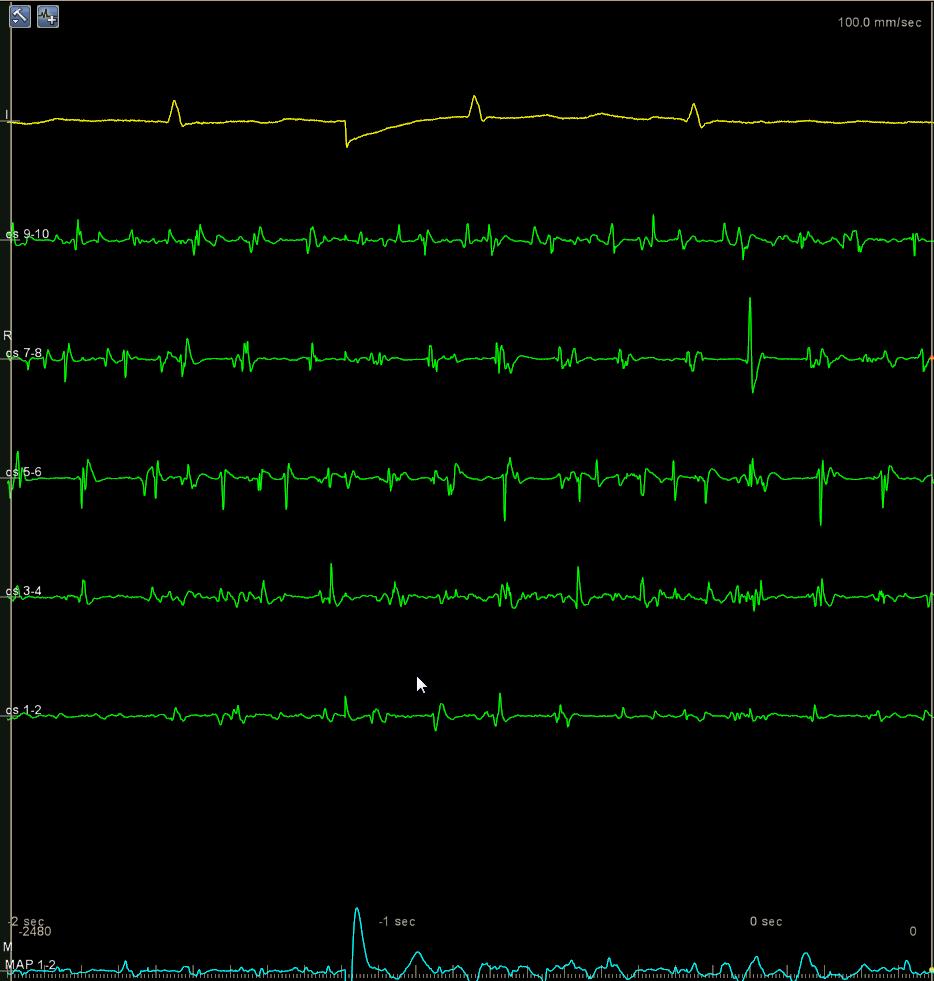 100.0 mm/sec
I
cs 9-10
R
cs 7-8
cs 5-6
cs 3-4
cs 1-2
-2 sec
-1 sec
0 sec
-2480
0
M
MAP 1-2